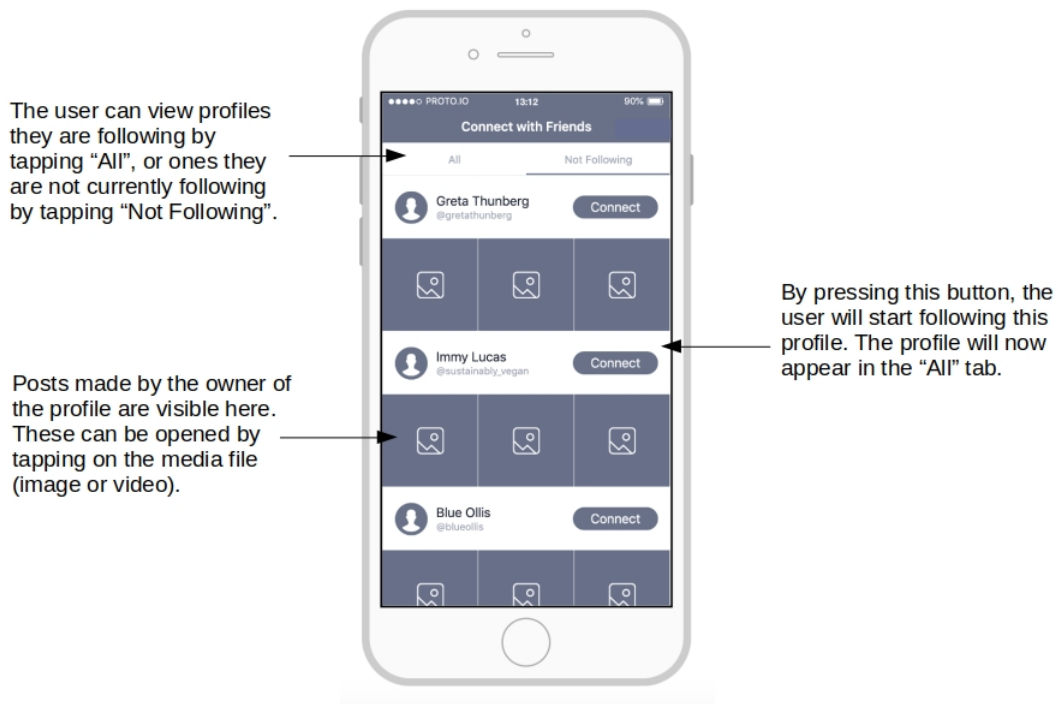 The user can view profiles
they are following by
tapping “All”, or ones they
are not currently following
by tapping “Not Following”.
PROTO.IO 13:12 90%
Connect with Friends
All Not Following
Greta Thunberg
@gretathunberg
Connect
Immy Lucas
@sustainably_vegan
Connect
Blue Ollis
@blueollis
Connect
By pressing this button, the
user will start following this
profile. The profile will now
appear in the “All” tab.
Posts made by the owner of
the profile are visible here.
These can be opened by
tapping on the media file
(image or video).